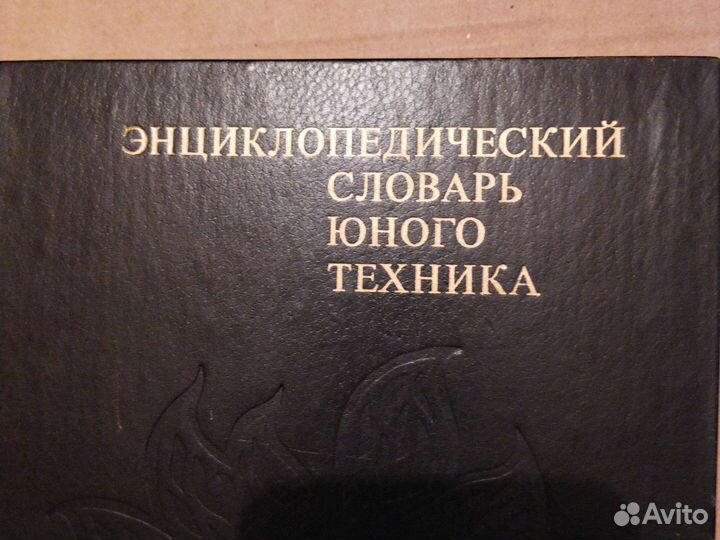 ЭНЦИКЛОПЕДИЧЕСКИЙ
СЛОВАРЬ
ЮНОГО
ТЕХНИКА
Avito